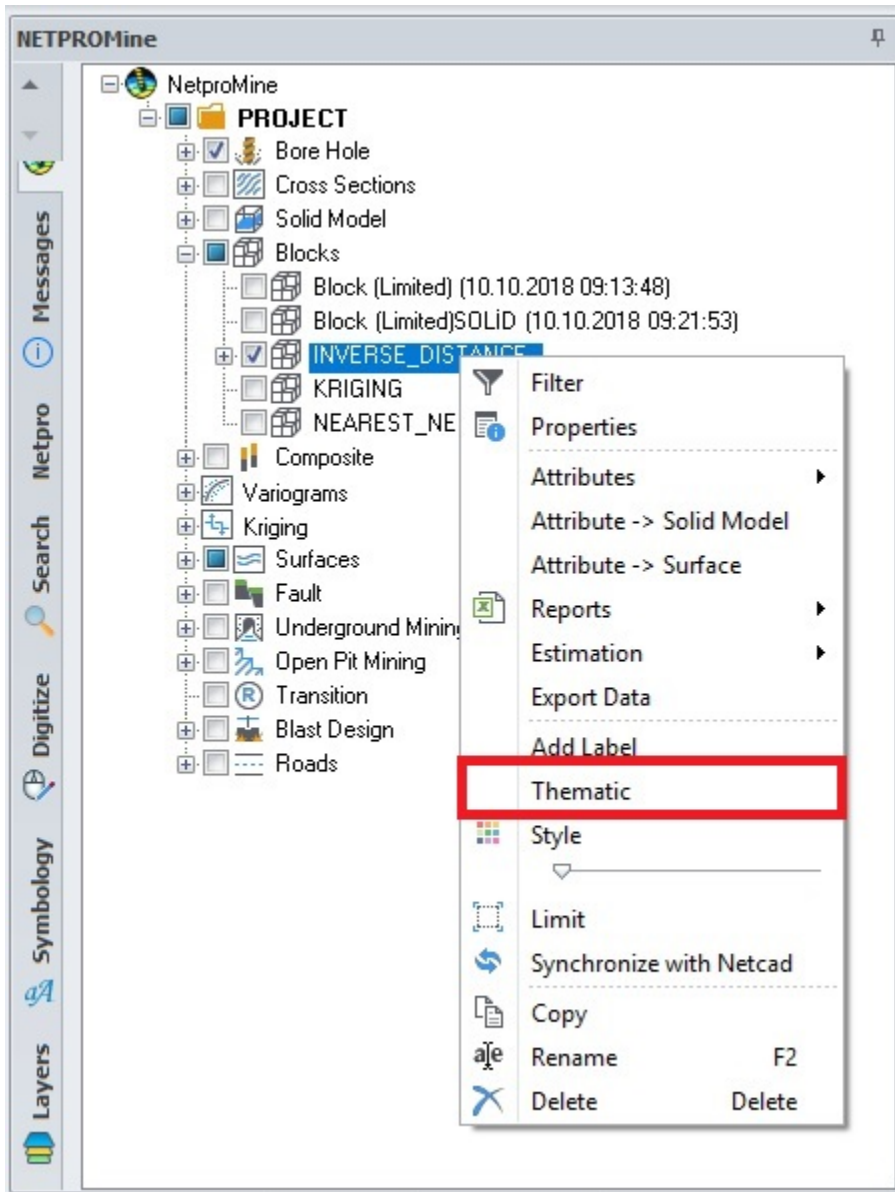 NETPROMine
NetproMine
PROJECT
Bore Hole
Cross Sections
Solid Model
Blocks
Block (Limited) (10.10.2018 09:13:48)
Block (Limited)SOLİD (10.10.2018 09:21:53)
INVERSE_DISTANCE
KRIGING
NEAREST_NE
Composite
Variograms
Kriging
Surfaces
Fault
Underground Mining
Open Pit Mining
Transition
Blast Design
Roads
Filter
Properties
Attributes
Attribute -> Solid Model
Attribute -> Surface
Reports
Estimation
Export Data
Add Label
Thematic
Style
Limit
Synchronize with Netcad
Copy
Rename F2
Delete Delete
Messages
Netpro
Search
Digitize
Symbology
Layers